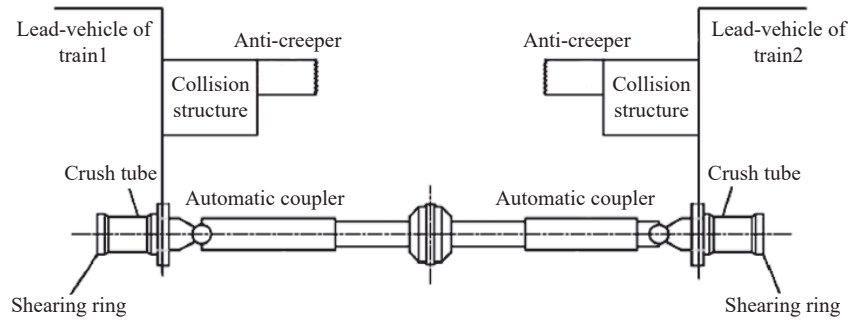 Lead-vehicle of
train1
Anti-creeper
Anti-creeper
Lead-vehicle of
train2
Collision
structure
Collision
structure
Crush tube
Automatic coupler
Automatic coupler
Crush tube
Shearing ring
Shearing ring